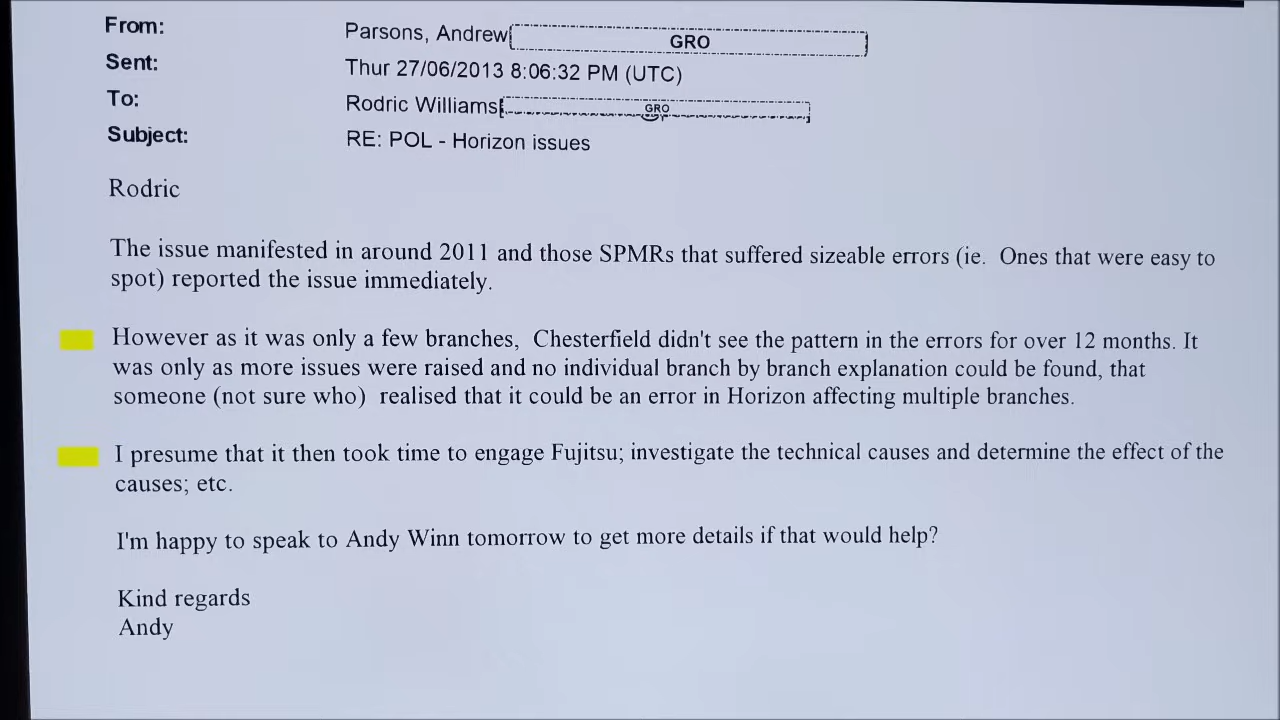 From: Parsons, Andrew GRO
Sent: Thur 27/06/2013 8:06:32 PM (UTC)
To: Rodric Williams GRO
Subject: RE: POL - Horizon issues
Rodric
The issue manifested in around 2011 and those SPMRs that suffered sizeable errors (ie. Ones that were easy to
spot) reported the issue immediately.
However as it was only a few branches, Chesterfield didn't see the pattern in the errors for over 12 months. It
was only as more issues were raised and no individual branch by branch explanation could be found, that
someone (not sure who) realised that it could be an error in Horizon affecting multiple branches.
I presume that it then took time to engage Fujitsu; investigate the technical causes and determine the effect of the
causes; etc.
I'm happy to speak to Andy Winn tomorrow to get more details if that would help?
Kind regards
Andy